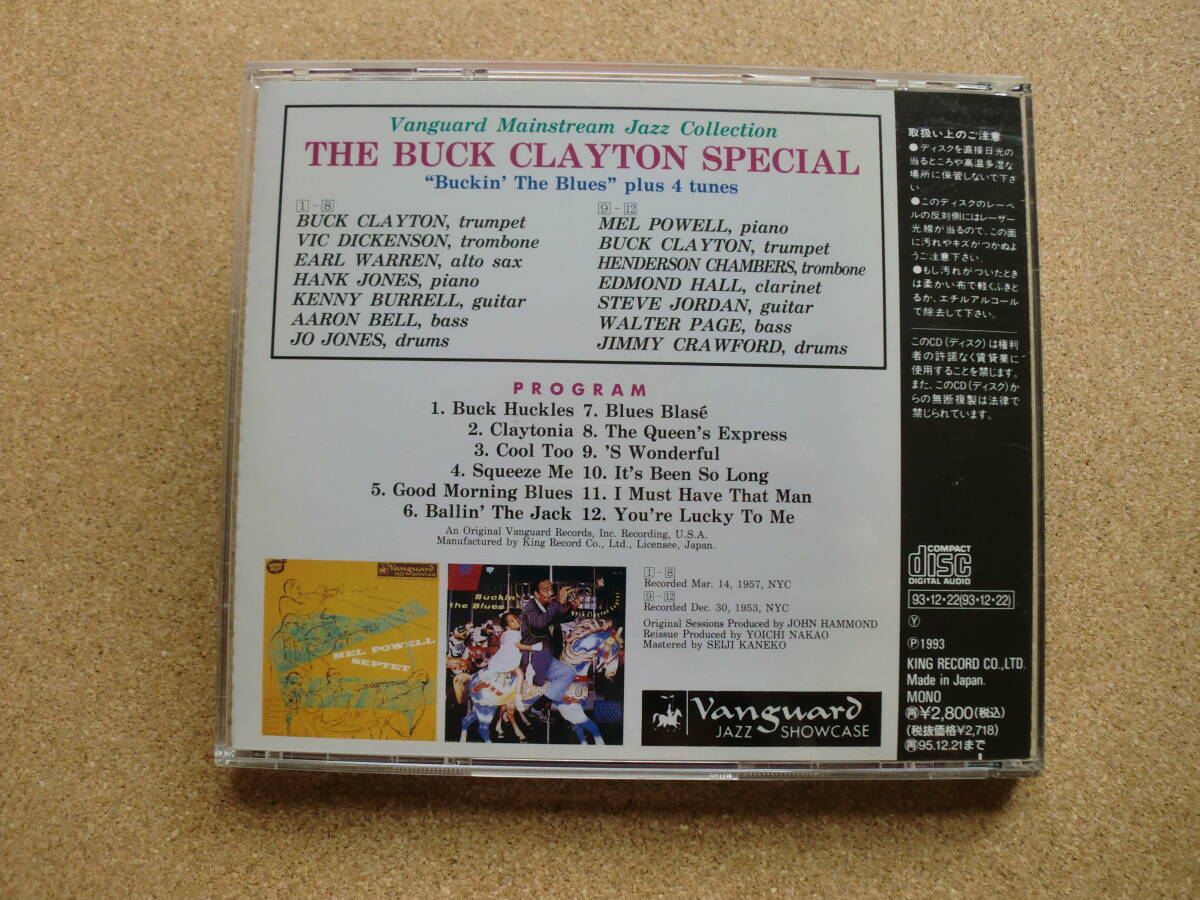 Vanguard Mainstream Jazz Collection
THE BUCK CLAYTON SPECIAL
“Buckin' The Blues” plus 4 tunes
1 - 8
BUCK CLAYTON, trumpet
VIC DICKENSON, trombone
EARL WARREN, alto sax
HANK JONES, piano
KENNY BURRELL, guitar
AARON BELL, bass
JO JONES, drums
9 - 12
MEL POWELL, piano
BUCK CLAYTON, trumpet
HENDERSON CHAMBERS, trombone
EDMOND HALL, clarinet
STEVE JORDAN, guitar
WALTER PAGE, bass
JIMMY CRAWFORD, drums
PROGRAM
1. Buck Huckles
2. Claytonia
3. Cool Too
4. Squeeze Me
5. Good Morning Blues
6. Ballin' The Jack
7. Blues Blasé
8. The Queen's Express
9. 'S Wonderful
10. It's Been So Long
11. I Must Have That Man
12. You're Lucky To Me
An Original Vanguard Records, Inc. Recording, U.S.A.
Manufactured by King Record Co., Ltd., Licensee, Japan.
Vanguard
JAZZ SHOWCASE
MEL POWELL
SEPTET
Buckin'
the Blues
Buck Clayton Septet
1 - 8
Recorded Mar. 14, 1957, NYC
9 - 12
Recorded Dec. 30, 1953, NYC
Original Sessions Produced by JOHN HAMMOND
Reissue Produced by YOICHI NAKAO
Mastered by SEIJI KANEKO
Vanguard
JAZZ SHOWCASE
取扱い上のご注意
●ディスクを直接日光の
当るところや高温多湿な
場所に保管しないで下さ
い。
●このディスクのレーベ
ルの反対側にはレーザー
光線が当るので、この面
に汚れやキズがつかぬよ
うご注意下さい。
●もし汚れがついたとき
は柔かい布で軽くふきと
るか、エチルアルコール
で除去して下さい。
このCD(ディスク)は権利
者の許諾なく賃貸業に
使用することを禁じます。
また、このCD(ディスク)か
らの無断複製は法律で
禁じられています。
COMPACT
disc
DIGITAL AUDIO
93・12・22(93・12・22)
Ⓨ
Ⓟ1993
KING RECORD CO.,LTD.
Made in Japan.
MONO
再¥2,800(税込)
(税抜価格¥2,718)
再95.12.21まで